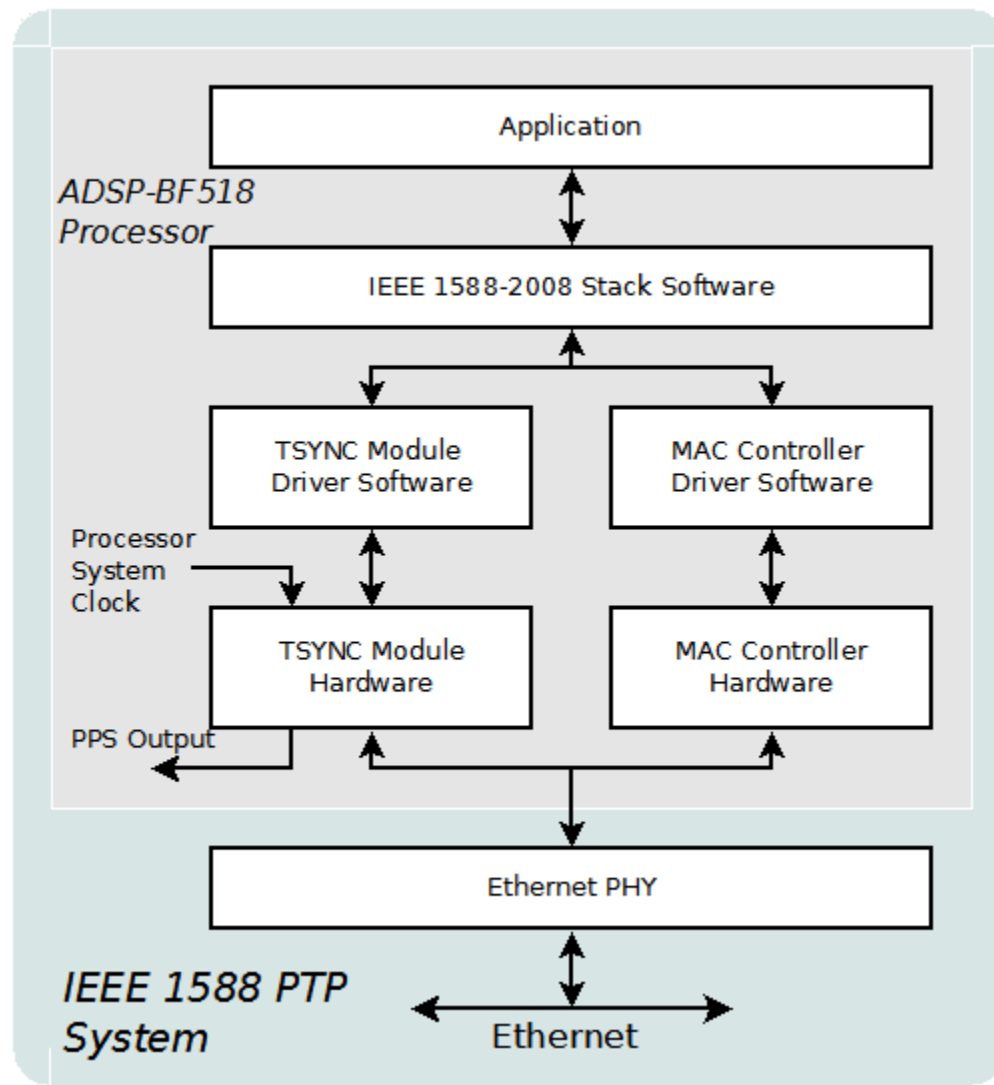 Application
ADSP-BF518
Processor
IEEE 1588-2008 Stack Software
TSYNC Module
Driver Software
MAC Controller
Driver Software
Processor
System
Clock
TSYNC Module
Hardware
MAC Controller
Hardware
PPS Output
Ethernet PHY
IEEE 1588 PTP
System
Ethernet